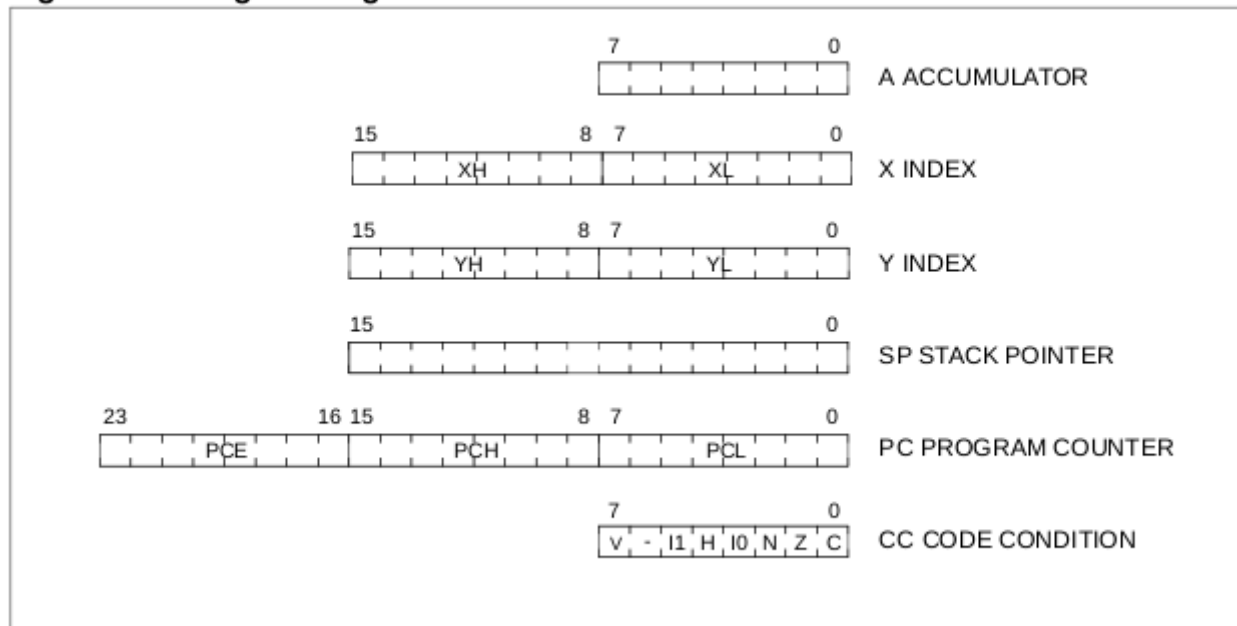 7 0
A ACCUMULATOR
15 8 7 0
XH XL X INDEX
15 8 7 0
YH YL Y INDEX
15 0
SP STACK POINTER
23 16 15 8 7 0
PCE PCH PCL PC PROGRAM COUNTER
7 0
V - I1 H I0 N Z C CC CODE CONDITION